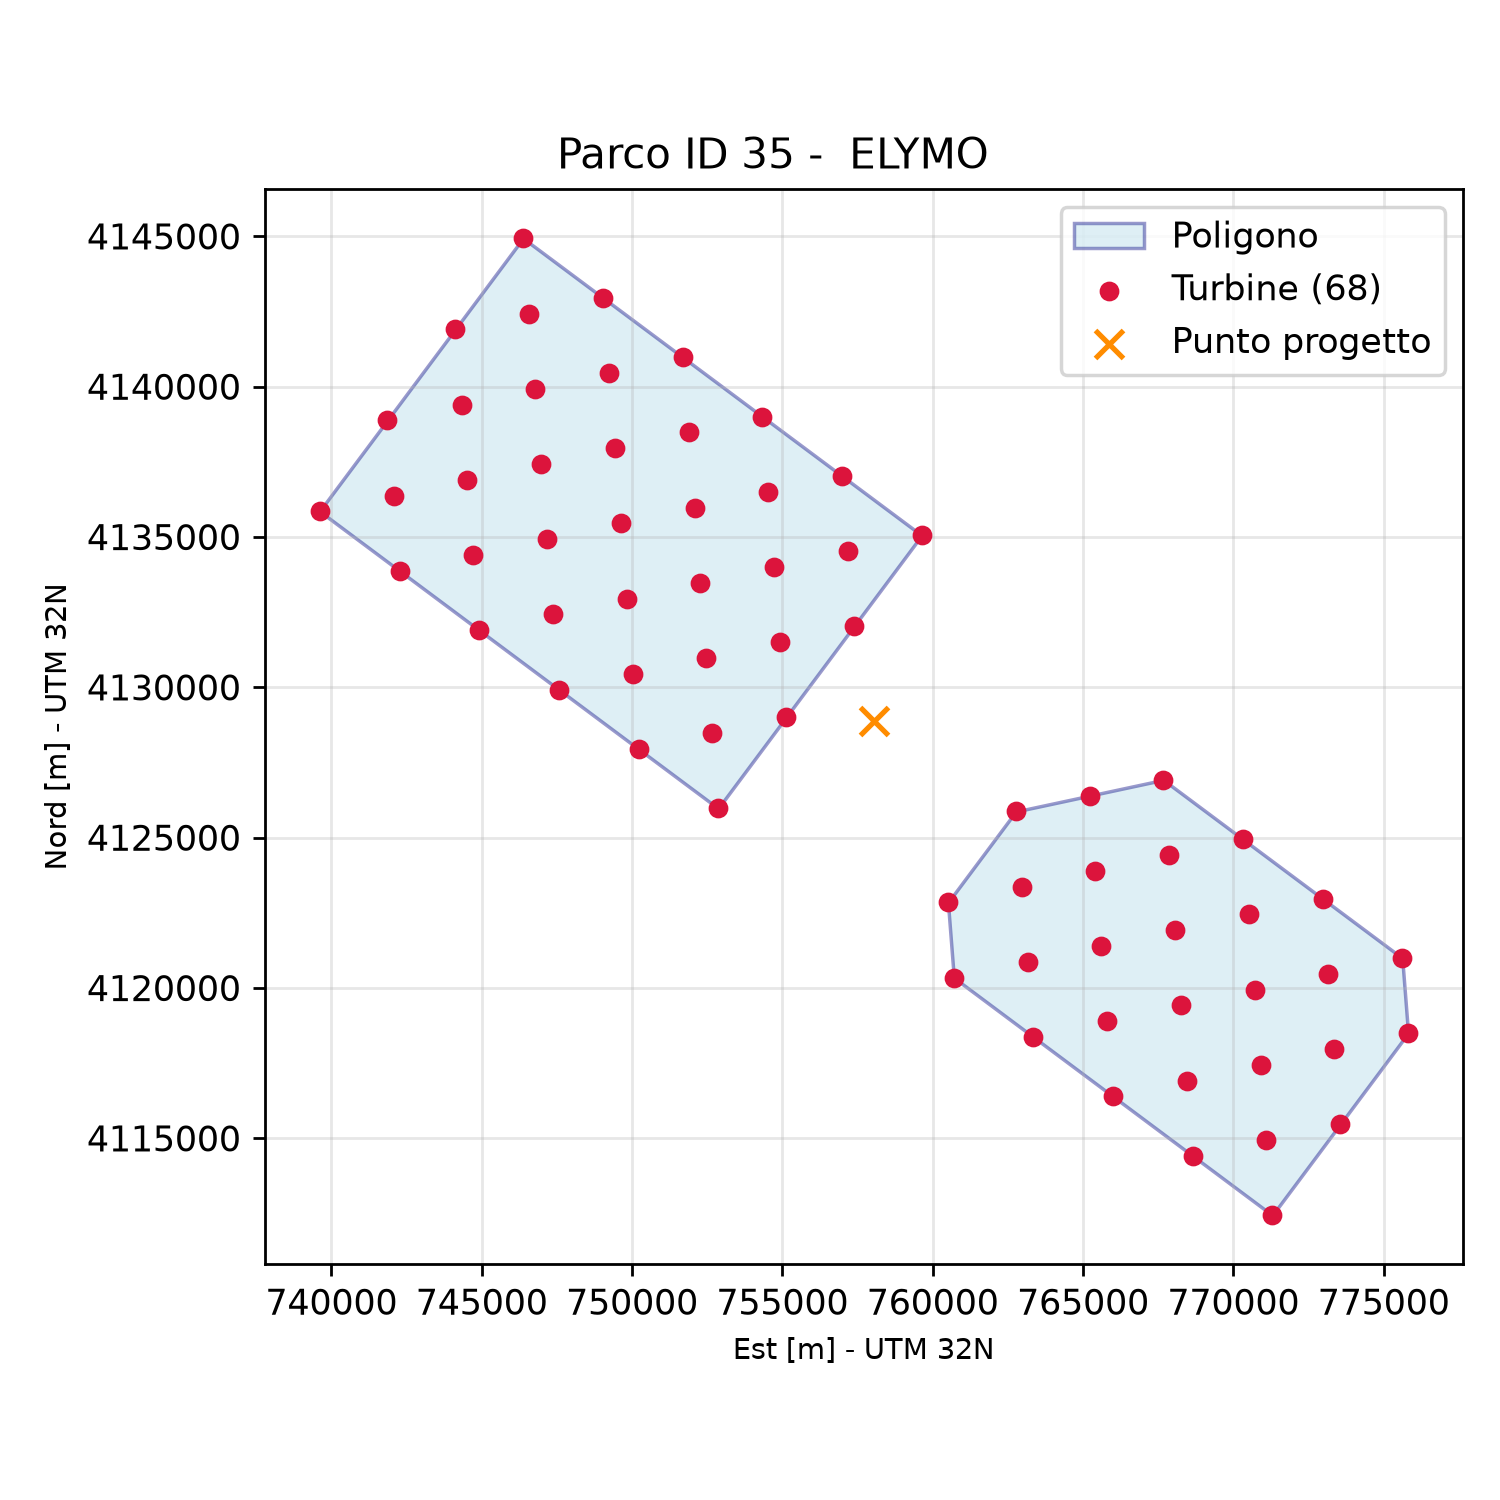 Parco ID 35 -  ELYMO
Poligono
Turbine (68)
Punto progetto
4145000
4140000
4135000
4130000
4125000
4120000
4115000
Nord [m] - UTM 32N
740000 745000 750000 755000 760000 765000 770000 775000
Est [m] - UTM 32N